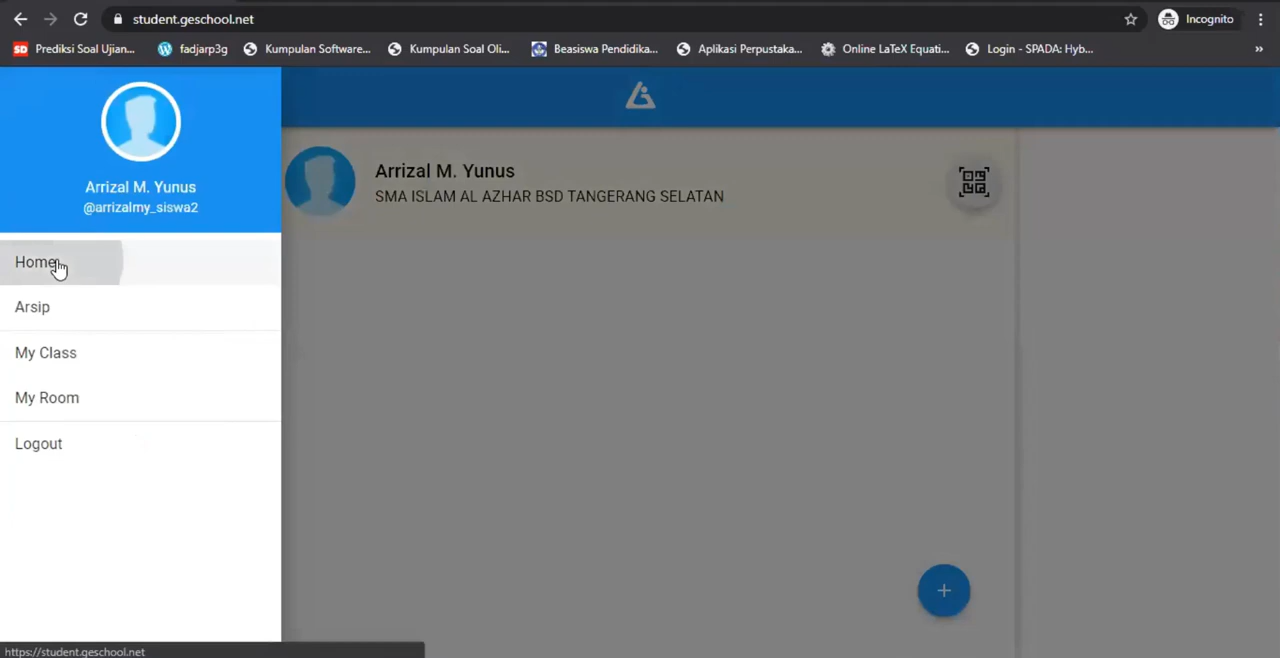 student.geschool.net
Incognito
SD Prediksi Soal Ujian...
fadjarp3g
Kumpulan Software...
Kumpulan Soal Oli...
Beasiswa Pendidika...
Aplikasi Perpustaka...
Online LaTeX Equati...
Login - SPADA: Hyb...
»
Arrizal M. Yunus
@arrizalmy_siswa2
Arrizal M. Yunus
SMA ISLAM AL AZHAR BSD TANGERANG SELATAN
Home
Arsip
My Class
My Room
Logout
+
https://student.geschool.net